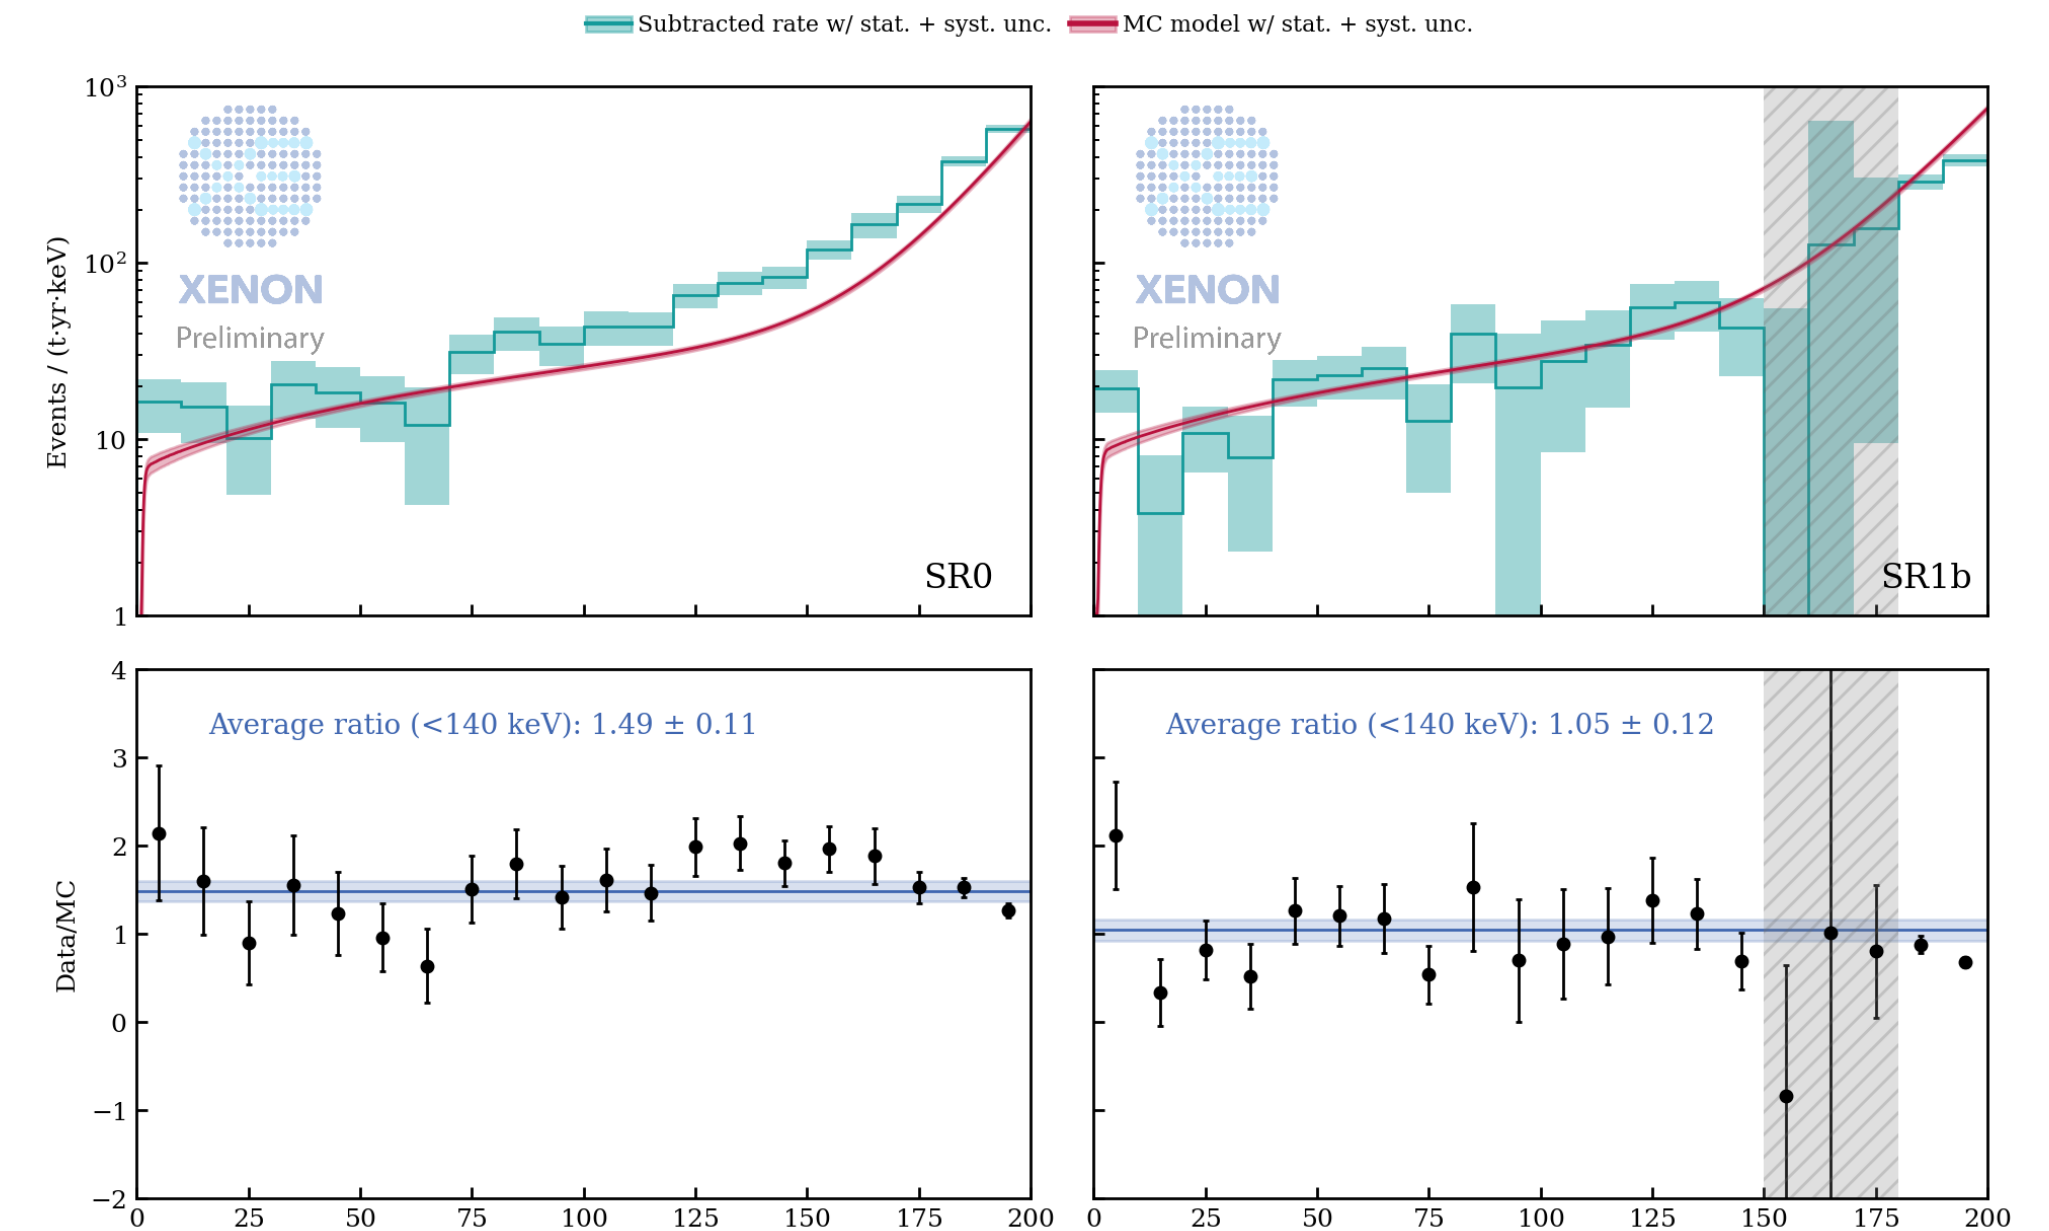 Subtracted rate w/ stat. + syst. unc. MC model w/ stat. + syst. unc.
10³
10²
10
1
Events / (t·yr·keV)
XENON
Preliminary
SR0
XENON
Preliminary
SR1b
4
3
2
1
0
−1
−2
Data/MC
Average ratio (<140 keV): 1.49 ± 0.11
Average ratio (<140 keV): 1.05 ± 0.12
0 25 50 75 100 125 150 175 200
0 25 50 75 100 125 150 175 200